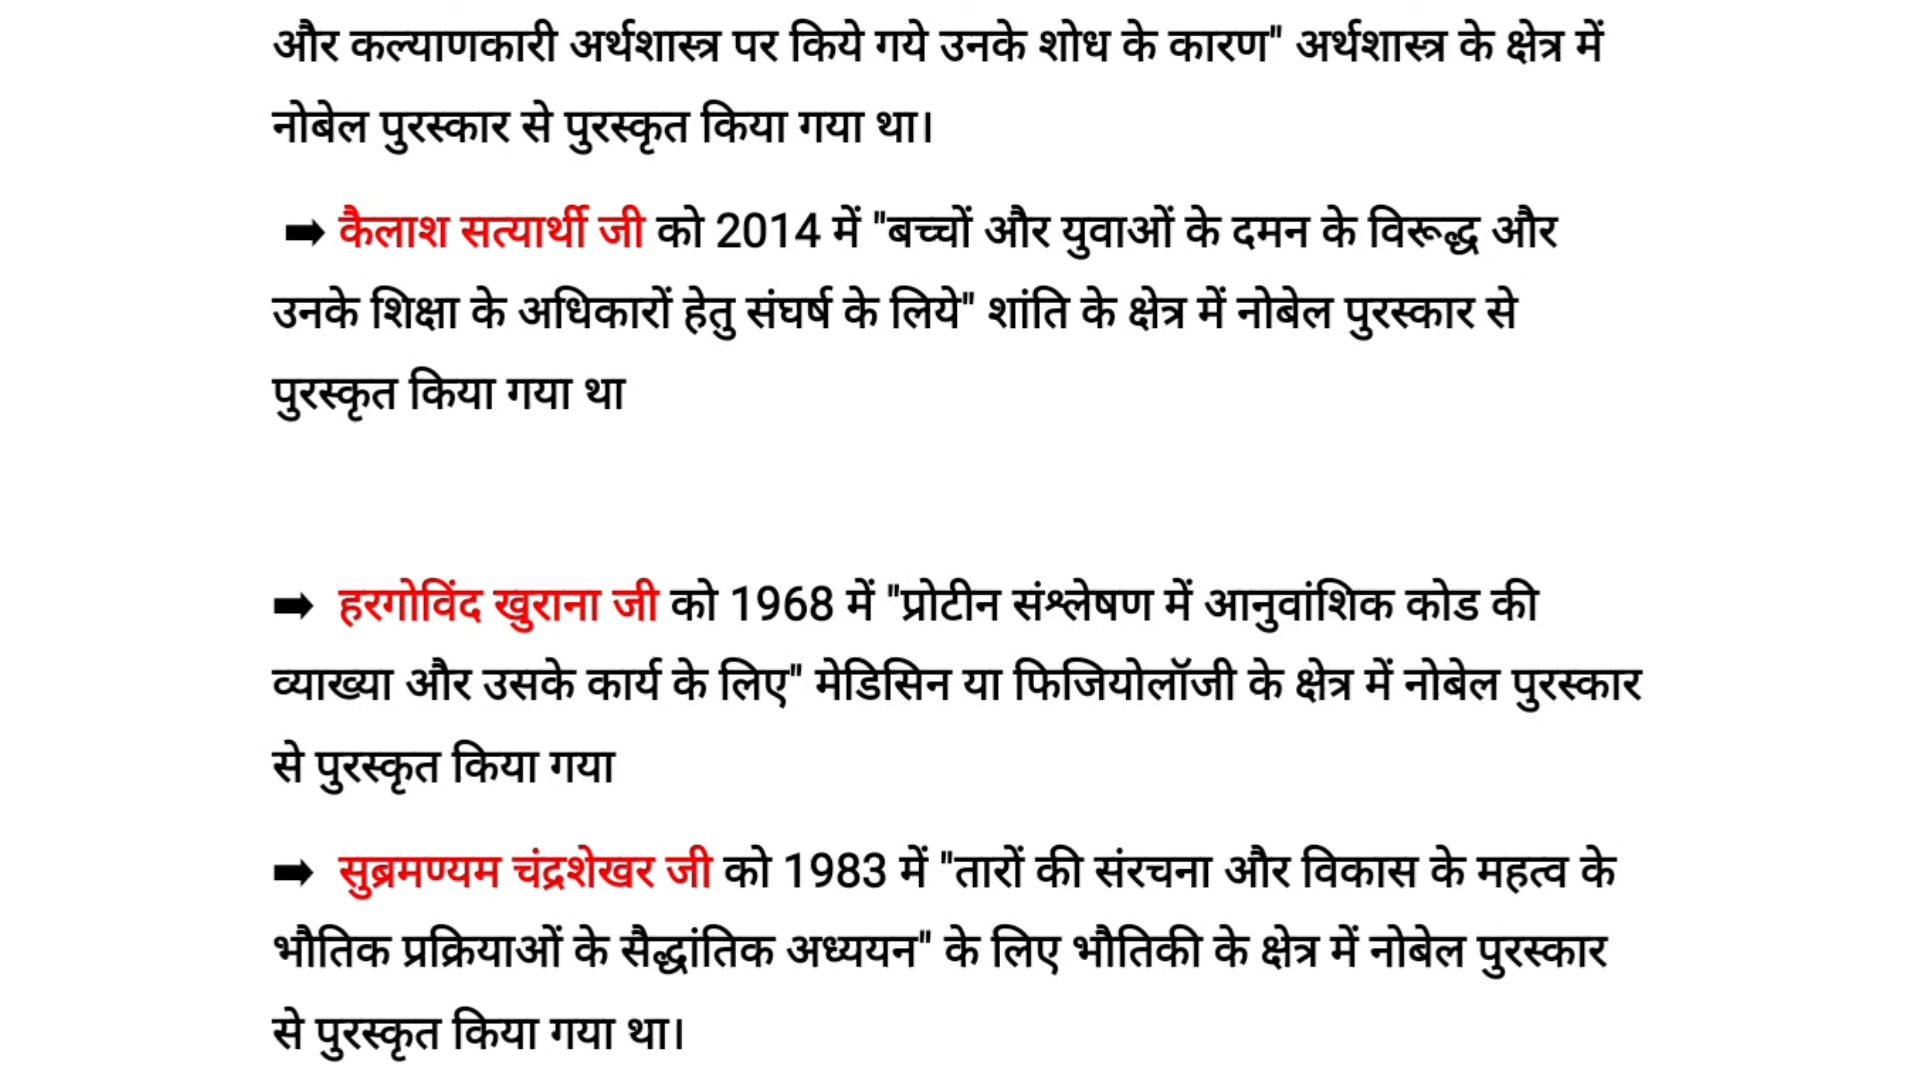 और कल्याणकारी अर्थशास्त्र पर किये गये उनके शोध के कारण" अर्थशास्त्र के क्षेत्र में
नोबेल पुरस्कार से पुरस्कृत किया गया था।
➡ कैलाश सत्यार्थी जी को 2014 में "बच्चों और युवाओं के दमन के विरूद्ध और
उनके शिक्षा के अधिकारों हेतु संघर्ष के लिये" शांति के क्षेत्र में नोबेल पुरस्कार से
पुरस्कृत किया गया था
➡ हरगोविंद खुराना जी को 1968 में "प्रोटीन संश्लेषण में आनुवांशिक कोड की
व्याख्या और उसके कार्य के लिए" मेडिसिन या फिजियोलॉजी के क्षेत्र में नोबेल पुरस्कार
से पुरस्कृत किया गया
➡ सुब्रमण्यम चंद्रशेखर जी को 1983 में "तारों की संरचना और विकास के महत्व के
भौतिक प्रक्रियाओं के सैद्धांतिक अध्ययन" के लिए भौतिकी के क्षेत्र में नोबेल पुरस्कार
से पुरस्कृत किया गया था।